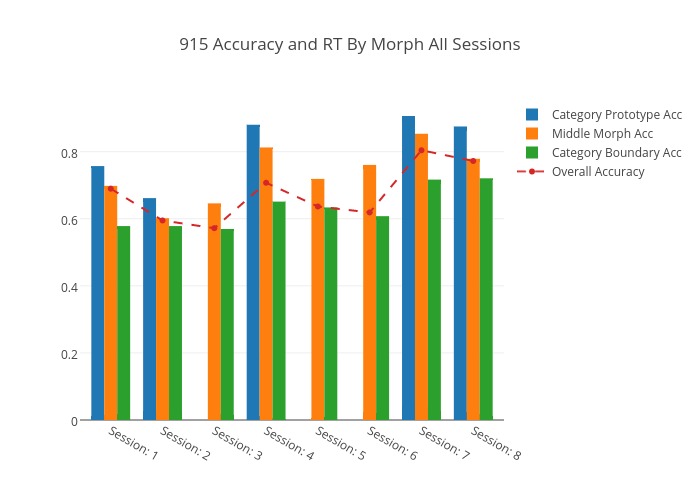 915 Accuracy and RT By Morph All Sessions
Category Prototype Acc
Middle Morph Acc
Category Boundary Acc
Overall Accuracy
0.8
0.6
0.4
0.2
0
Session: 1
Session: 2
Session: 3
Session: 4
Session: 5
Session: 6
Session: 7
Session: 8